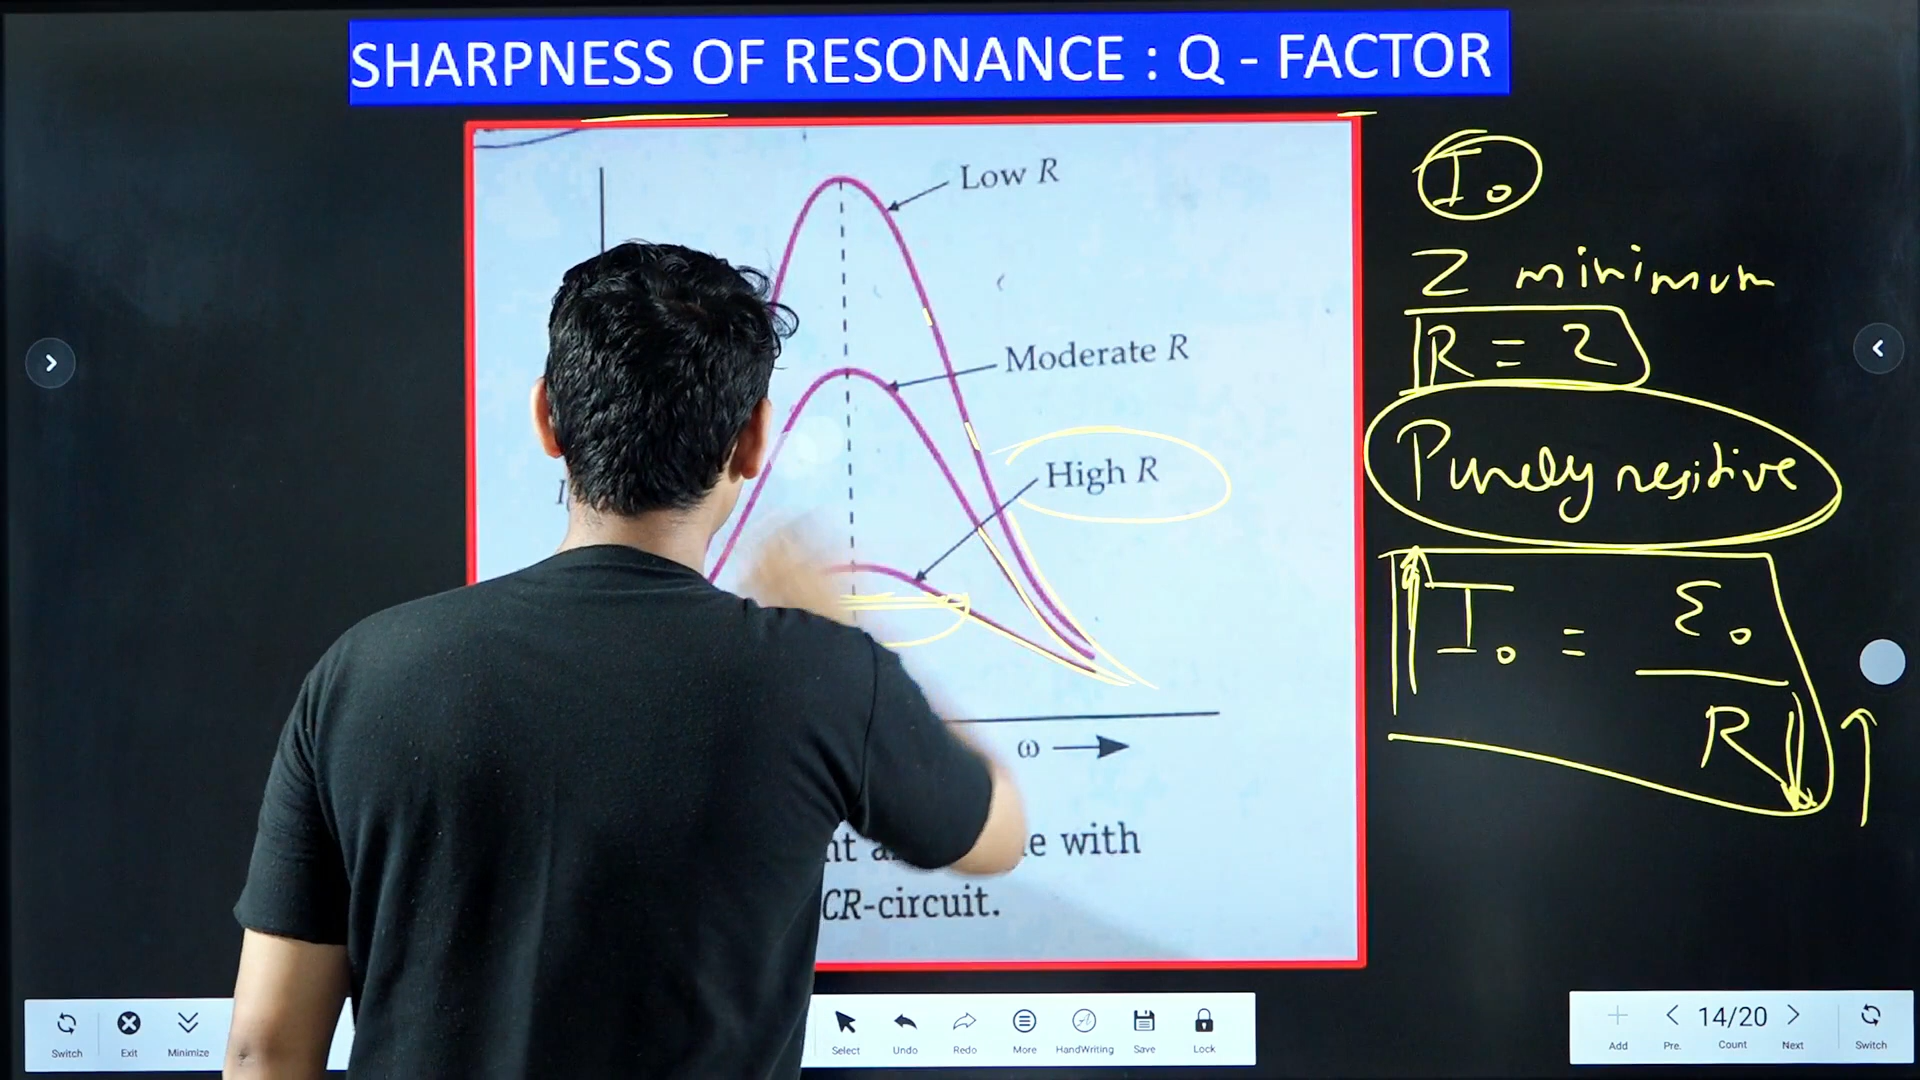 SHARPNESS OF RESONANCE : Q - FACTOR
Low R
Moderate R
High R
I
ω
e with
CR-circuit.
I₀
Z minimum
R = Z
Purely resistive
I₀ = ε₀
R
Switch
Exit
Minimize
Select
Undo
Redo
More
HandWriting
Save
Lock
Add
Pre.
14/20
Count
Next
Switch